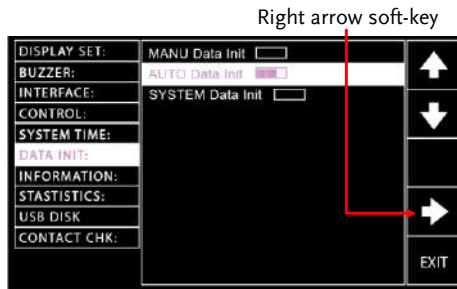 Right arrow soft-key
DISPLAY SET:
BUZZER:
INTERFACE:
CONTROL:
SYSTEM TIME:
DATA INIT:
INFORMATION:
STASTISTICS:
USB DISK
CONTACT CHK:
MANU Data Init
AUTO Data Init
SYSTEM Data Init
EXIT